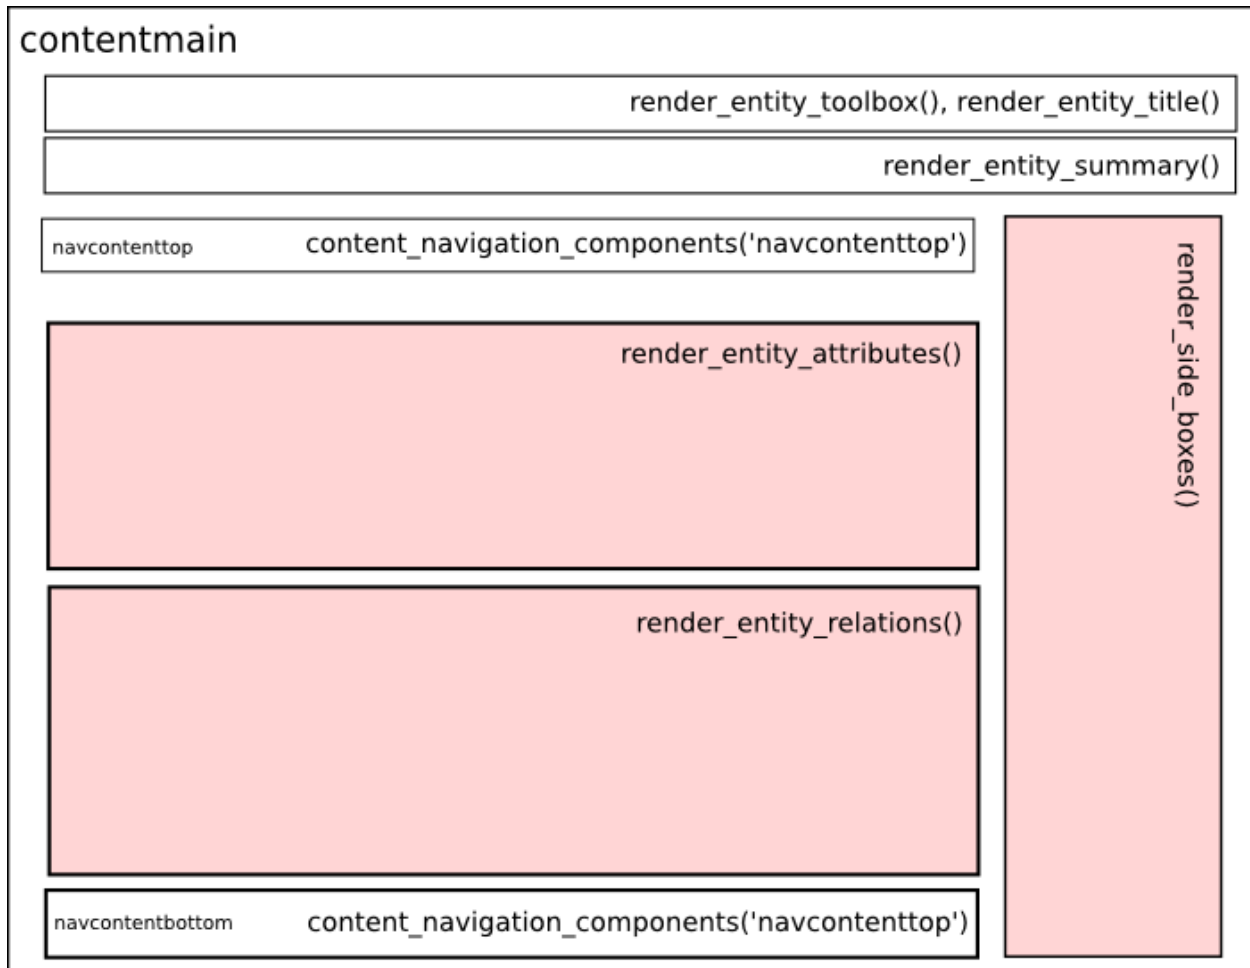 contentmain
render_entity_toolbox(), render_entity_title()
render_entity_summary()
navcontenttop content_navigation_components('navcontenttop')
render_side_boxes()
render_entity_attributes()
render_entity_relations()
navcontentbottom content_navigation_components('navcontenttop')